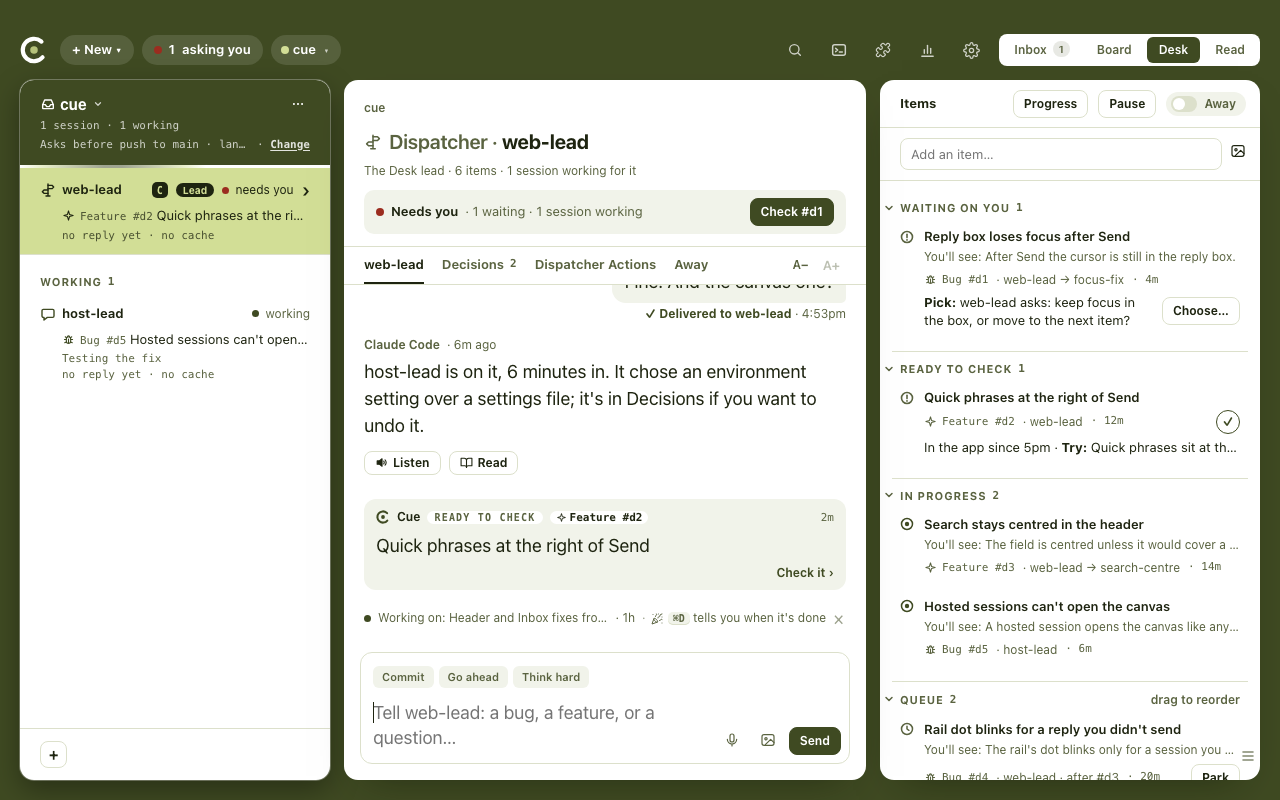 + New ▾
1 asking you
cue
Inbox 1
Board
Desk
Read
cue
1 session · 1 working
Asks before push to main · lan… · Change
web-lead C Lead needs you ›
Feature #d2 Quick phrases at the ri…
no reply yet · no cache
WORKING 1
host-lead working
Bug #d5 Hosted sessions can't open…
Testing the fix
no reply yet · no cache
+
cue
Dispatcher · web-lead
The Desk lead · 6 items · 1 session working for it
Needs you · 1 waiting · 1 session working
Check #d1
web-lead Decisions 2 Dispatcher Actions Away A− A+
Fine. And the canvas one?
✓ Delivered to web-lead · 4:53pm
Claude Code · 6m ago
host-lead is on it, 6 minutes in. It chose an environment
setting over a settings file; it's in Decisions if you want to
undo it.
Listen Read
Cue READY TO CHECK Feature #d2 2m
Quick phrases at the right of Send
Check it ›
Working on: Header and Inbox fixes fro… · 1h · ⌘D tells you when it's done ×
Commit Go ahead Think hard
Tell web-lead: a bug, a feature, or a
question…
Send
Items Progress Pause Away
Add an item…
WAITING ON YOU 1
Reply box loses focus after Send
You'll see: After Send the cursor is still in the reply box.
Bug #d1 · web-lead → focus-fix · 4m
Pick: web-lead asks: keep focus in
the box, or move to the next item?
Choose…
READY TO CHECK 1
Quick phrases at the right of Send
Feature #d2 · web-lead · 12m
In the app since 5pm · Try: Quick phrases sit at th…
IN PROGRESS 2
Search stays centred in the header
You'll see: The field is centred unless it would cover a …
Feature #d3 · web-lead → search-centre · 14m
Hosted sessions can't open the canvas
You'll see: A hosted session opens the canvas like any…
Bug #d5 · host-lead · 6m
QUEUE 2 drag to reorder
Rail dot blinks for a reply you didn't send
You'll see: The rail's dot blinks only for a session you …
Bug #d4 · web-lead · after #d3 · 20m
Park